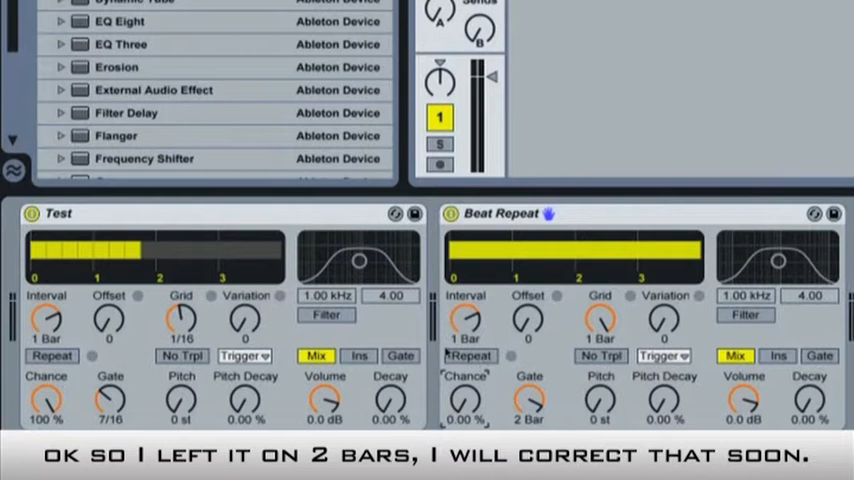 Dynamic Tube Ableton Device
EQ Eight Ableton Device
EQ Three Ableton Device
Erosion Ableton Device
External Audio Effect Ableton Device
Filter Delay Ableton Device
Flanger Ableton Device
Frequency Shifter Ableton Device
Sends
A
B
1
S
Test
0 1 2 3
Interval Offset Grid Variation
1 Bar 0 1/16 0
Repeat No Trpl Trigger
Chance Gate Pitch Pitch Decay
100 % 7/16 0 st 0.00 %
1.00 kHz 4.00
Filter
Mix Ins Gate
Volume Decay
0.0 dB 0.00 %
Beat Repeat
0 1 2 3
Interval Offset Grid Variation
1 Bar 0 1 Bar 0
Repeat No Trpl Trigger
Chance Gate Pitch Pitch Decay
0.00 % 2 Bar 0 st 0.00 %
1.00 kHz 4.00
Filter
Mix Ins Gate
Volume Decay
0.0 dB 0.00 %
OK SO I LEFT IT ON 2 BARS, I WILL CORRECT THAT SOON.